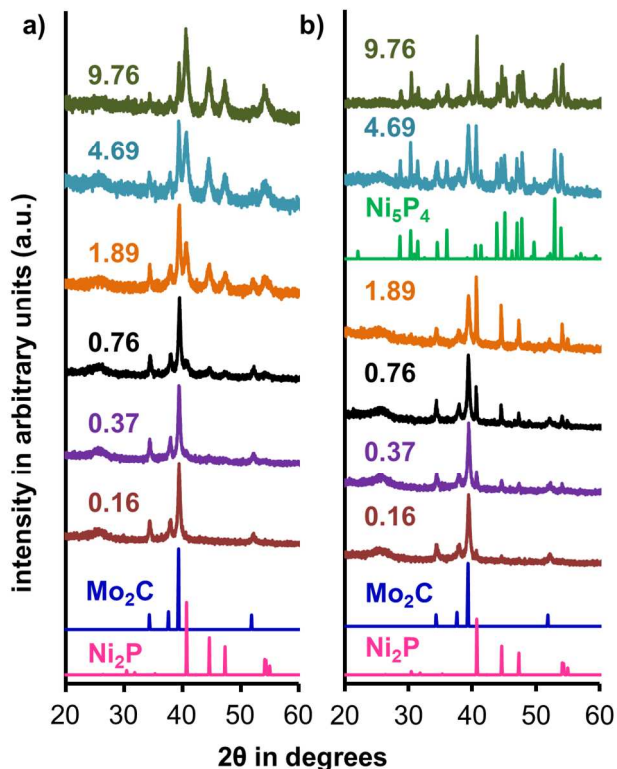 a)
9.76
4.69
1.89
0.76
0.37
0.16
Mo₂C
Ni₂P
20 30 40 50 60
b)
9.76
4.69
Ni₅P₄
1.89
0.76
0.37
0.16
Mo₂C
Ni₂P
20 30 40 50 60
intensity in arbitrary units (a.u.)
2θ in degrees